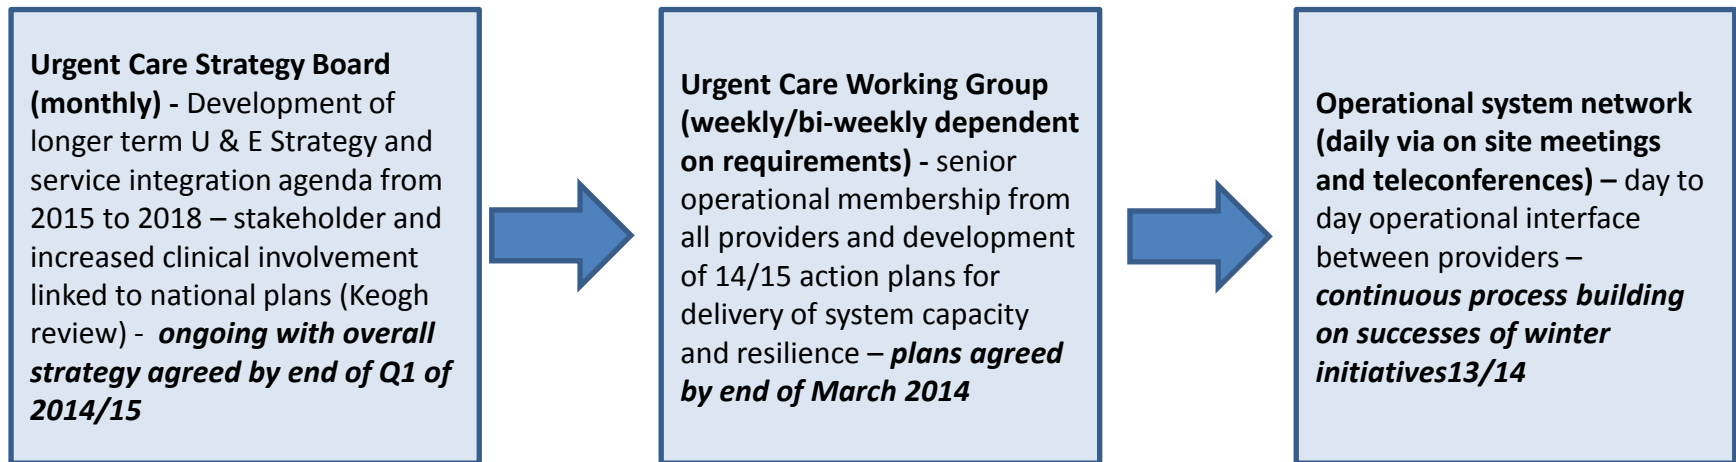 Urgent Care Strategy Board
(monthly) - Development of
longer term U & E Strategy and
service integration agenda from
2015 to 2018 – stakeholder and
increased clinical involvement
linked to national plans (Keogh
review) - ongoing with overall
strategy agreed by end of Q1 of
2014/15
Urgent Care Working Group
(weekly/bi-weekly dependent
on requirements) - senior
operational membership from
all providers and development
of 14/15 action plans for
delivery of system capacity
and resilience – plans agreed
by end of March 2014
Operational system network
(daily via on site meetings
and teleconferences) – day to
day operational interface
between providers –
continuous process building
on successes of winter
initiatives13/14